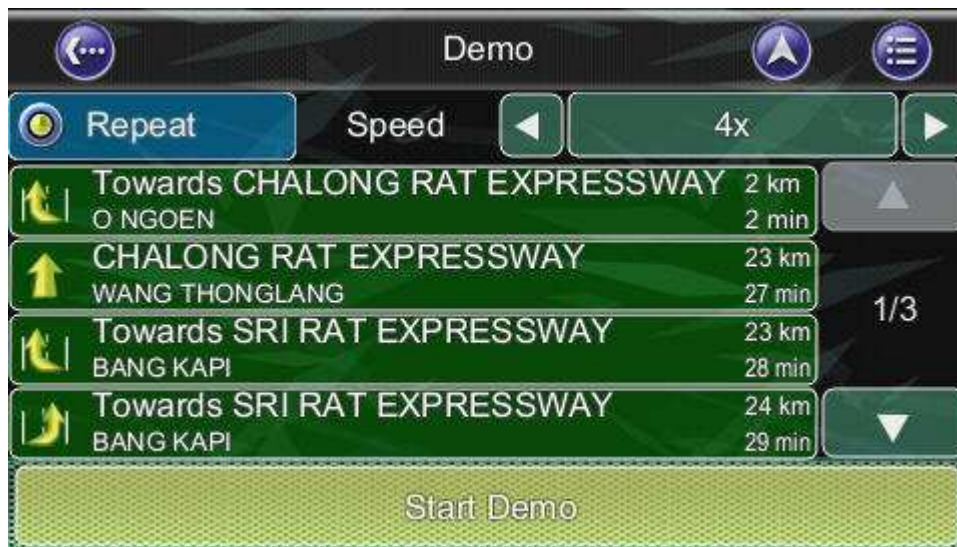 Demo
Repeat Speed 4x
Towards CHALONG RAT EXPRESSWAY 2 km
O NGOEN 2 min
CHALONG RAT EXPRESSWAY 23 km
WANG THONGLANG 27 min
1/3
Towards SRI RAT EXPRESSWAY 23 km
BANG KAPI 28 min
Towards SRI RAT EXPRESSWAY 24 km
BANG KAPI 29 min
Start Demo